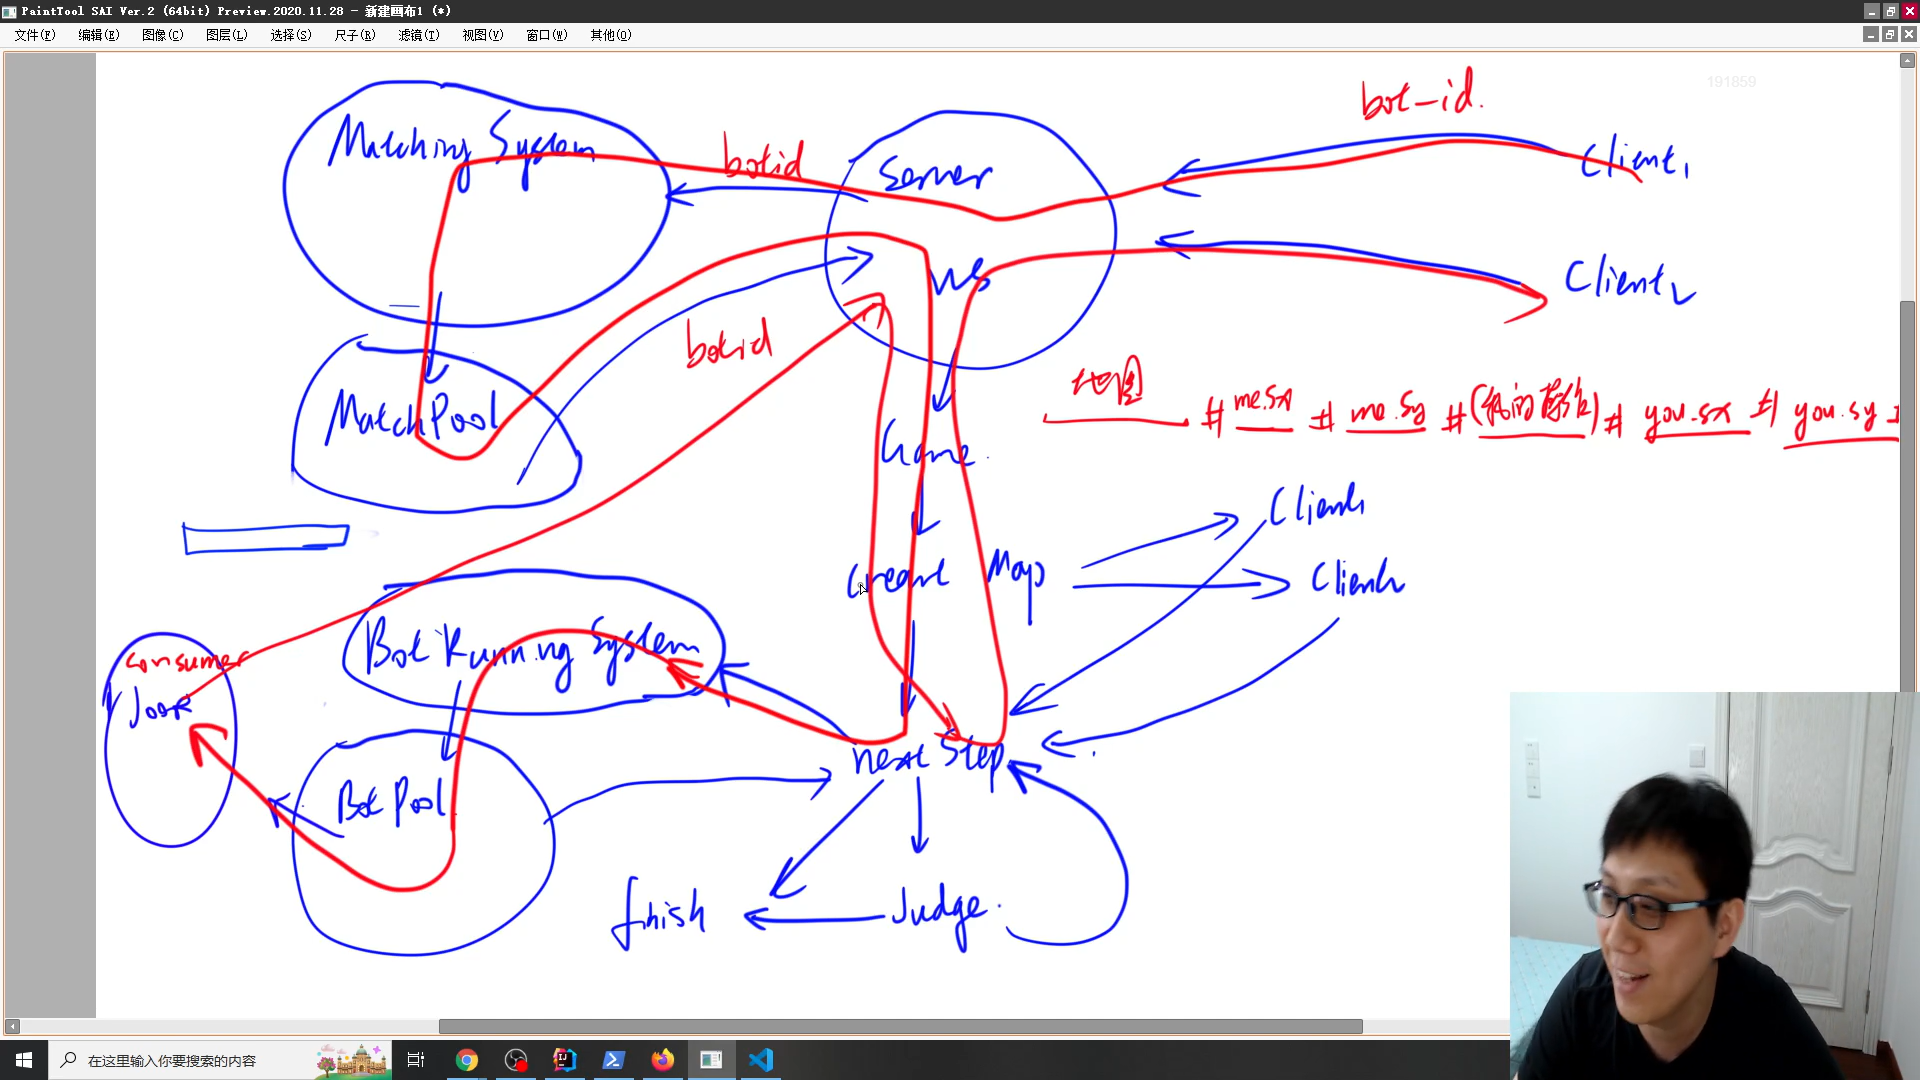 PaintTool SAI Ver.2 (64bit) Preview.2020.11.28 - 新建画布1 (*)
文件(F) 编辑(E) 图像(C) 图层(L) 选择(S) 尺子(R) 滤镜(T) 视图(V) 窗口(W) 其他(O)
191859
bot-id.
Matching System
botid
Server
Client1
WS
Client2
botid
地图 # me.sx # me.sy #(我的操作)# you.sx # you.sy
MatchPool
Game
Client1
Creat Map
Client2
Bot Running System
Consumer
next Step
Bot Pool
finish
Judge
在这里输入你要搜索的内容